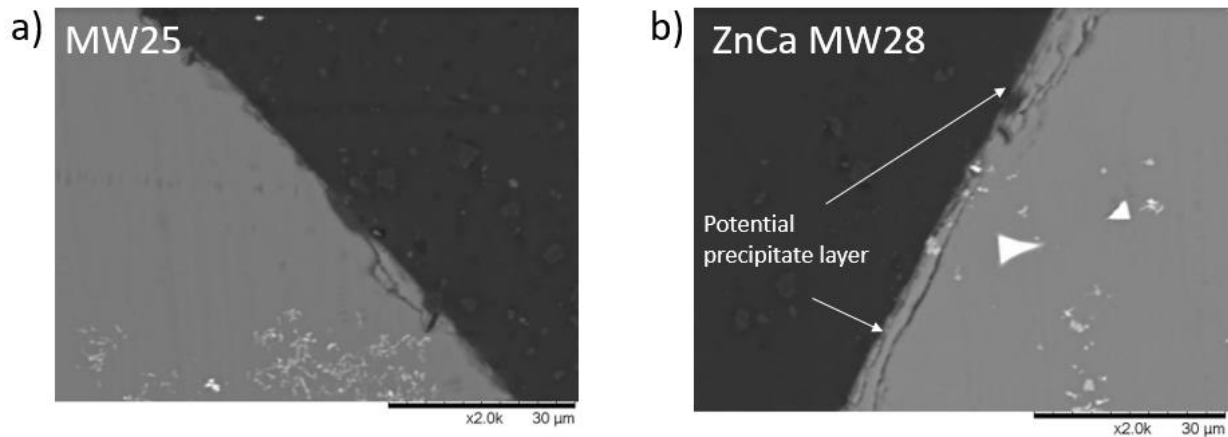 a)
MW25
x2.0k 30 µm
b)
ZnCa MW28
Potential
precipitate layer
x2.0k 30 µm